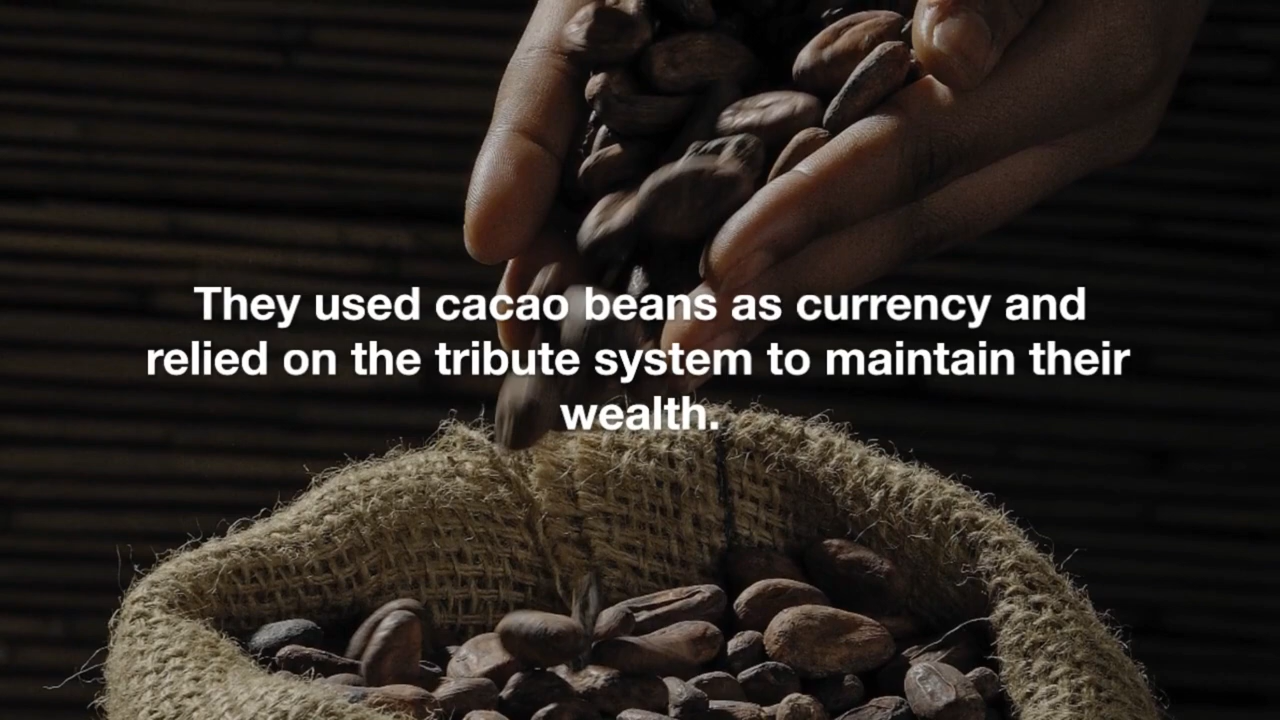 They used cacao beans as currency and
relied on the tribute system to maintain their
wealth.